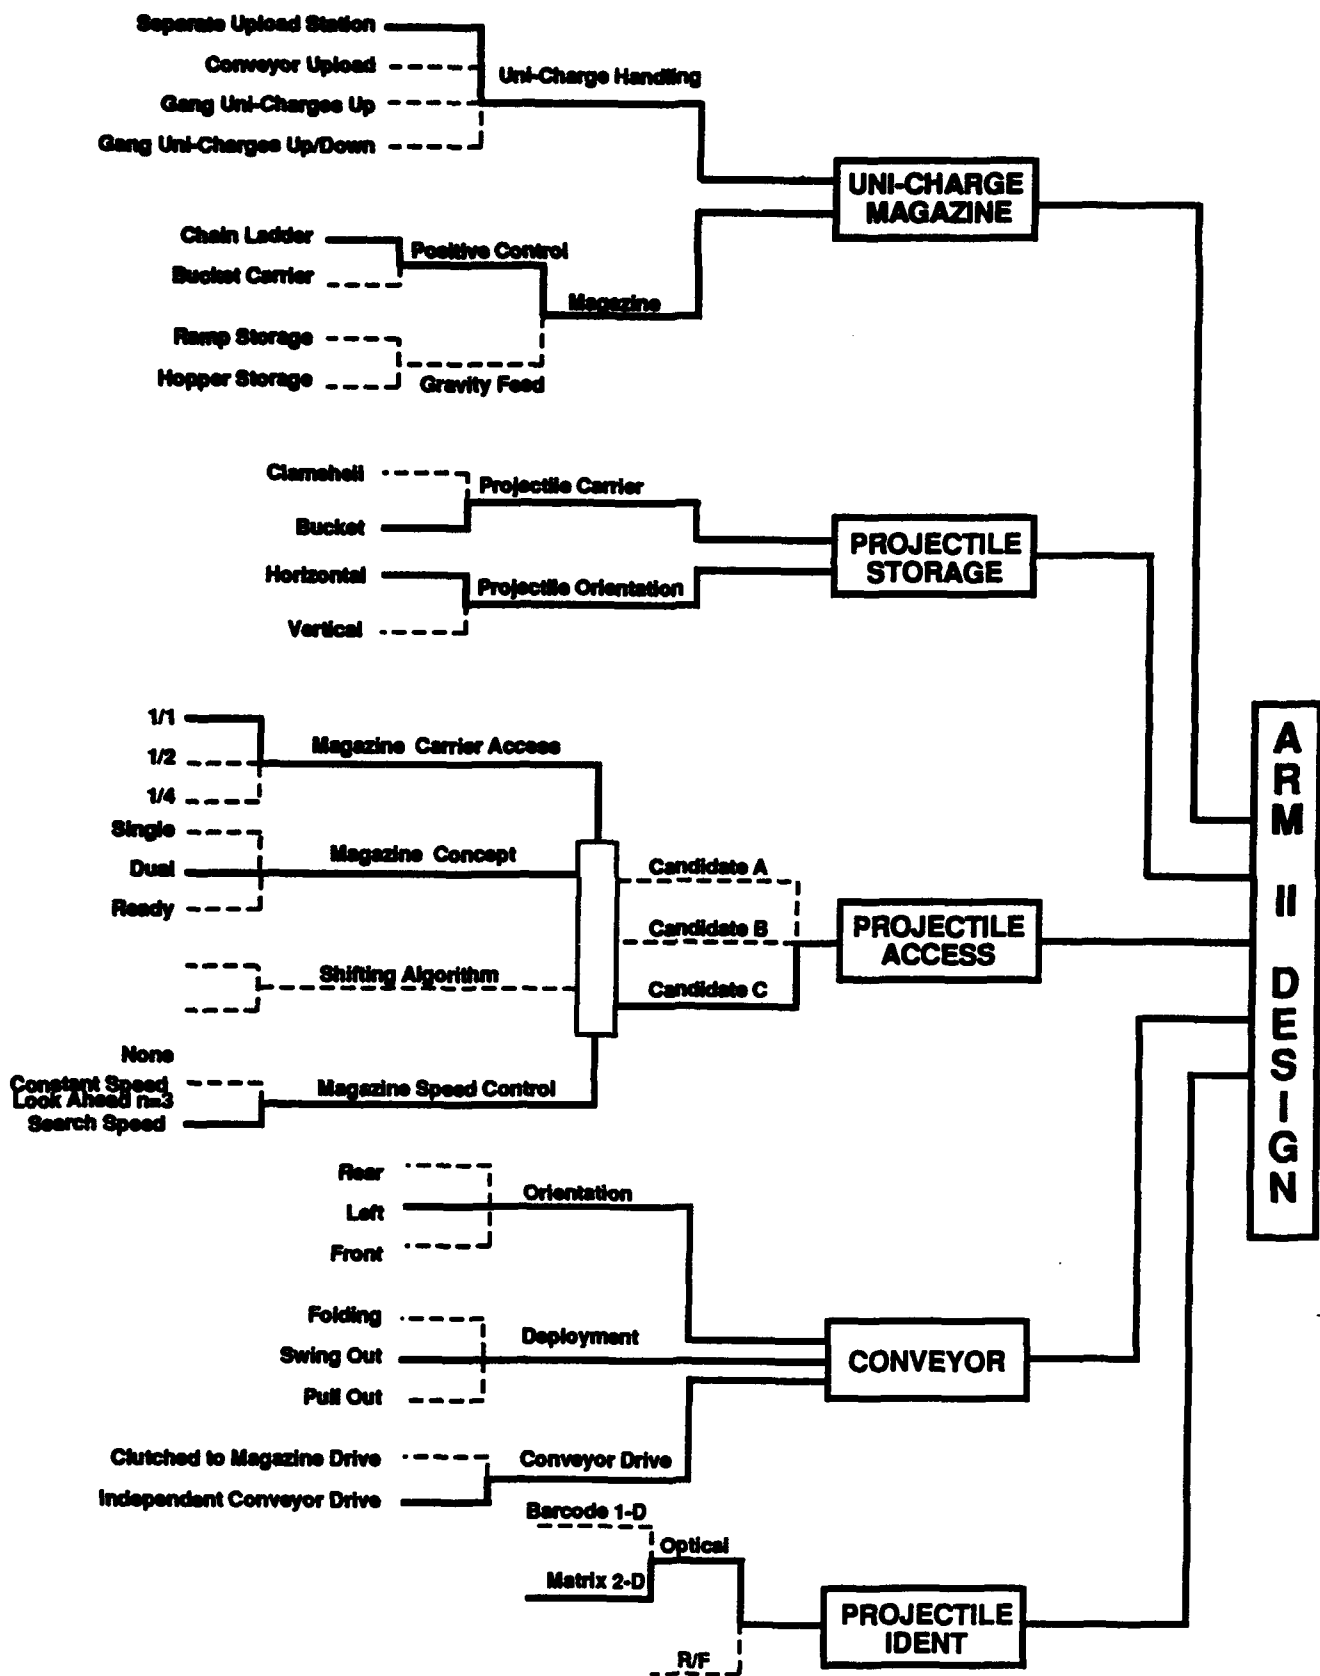 Separate Upload Station
Conveyor Upload
Uni-Charge Handling
Gang Uni-Charges Up
Gang Uni-Charges Up/Down
UNI-CHARGE
MAGAZINE
Chain Ladder
Positive Control
Bucket Carrier
Magazine
Ramp Storage
Hopper Storage
Gravity Feed
Clamshell
Projectile Carrier
Bucket
PROJECTILE
STORAGE
Horizontal
Projectile Orientation
Vertical
1/1
Magazine Carrier Access
1/2
1/4
Single
Magazine Concept
Dual
Candidate A
Ready
Candidate B
PROJECTILE
ACCESS
Shifting Algorithm
Candidate C
None
Constant Speed
Magazine Speed Control
Look Ahead n=3
Search Speed
ARM II DESIGN
Rear
Orientation
Left
Front
Folding
Deployment
Swing Out
CONVEYOR
Pull Out
Clutched to Magazine Drive
Conveyor Drive
Independent Conveyor Drive
Barcode 1-D
Optical
Matrix 2-D
PROJECTILE
IDENT
R/F